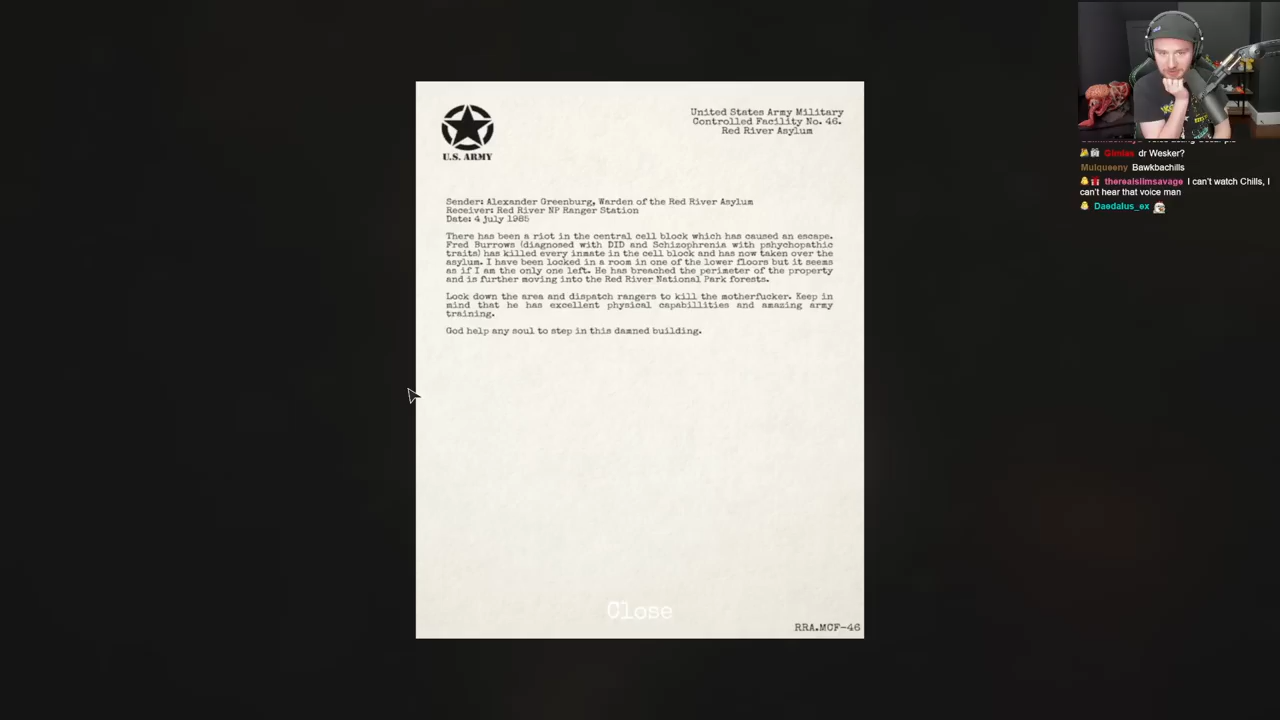 U.S. ARMY
United States Army Military
Controlled Facility No. 46.
Red River Asylum
Sender: Alexander Greenburg, Warden of the Red River Asylum
Receiver: Red River NP Ranger Station
Date: 4 july 1985
There has been a riot in the central cell block which has caused an escape.
Fred Burrows (diagnosed with DID and Schizophrenia with pshychopathic
traits) has killed every inmate in the cell block and has now taken over the
asylum. I have been locked in a room in one of the lower floors but it seems
as if I am the only one left. He has breached the perimeter of the property
and is further moving into the Red River National Park forests.
Lock down the area and dispatch rangers to kill the motherfucker. Keep in
mind that he has excellent physical capabillities and amazing army
training.
God help any soul to step in this damned building.
Close
RRA.MCF-46
Gimlas dr Wesker?
Mulqueeny Bawkbachills
therealslimsavage I can't watch Chills, I
can't hear that voice man
Daedalus_ex